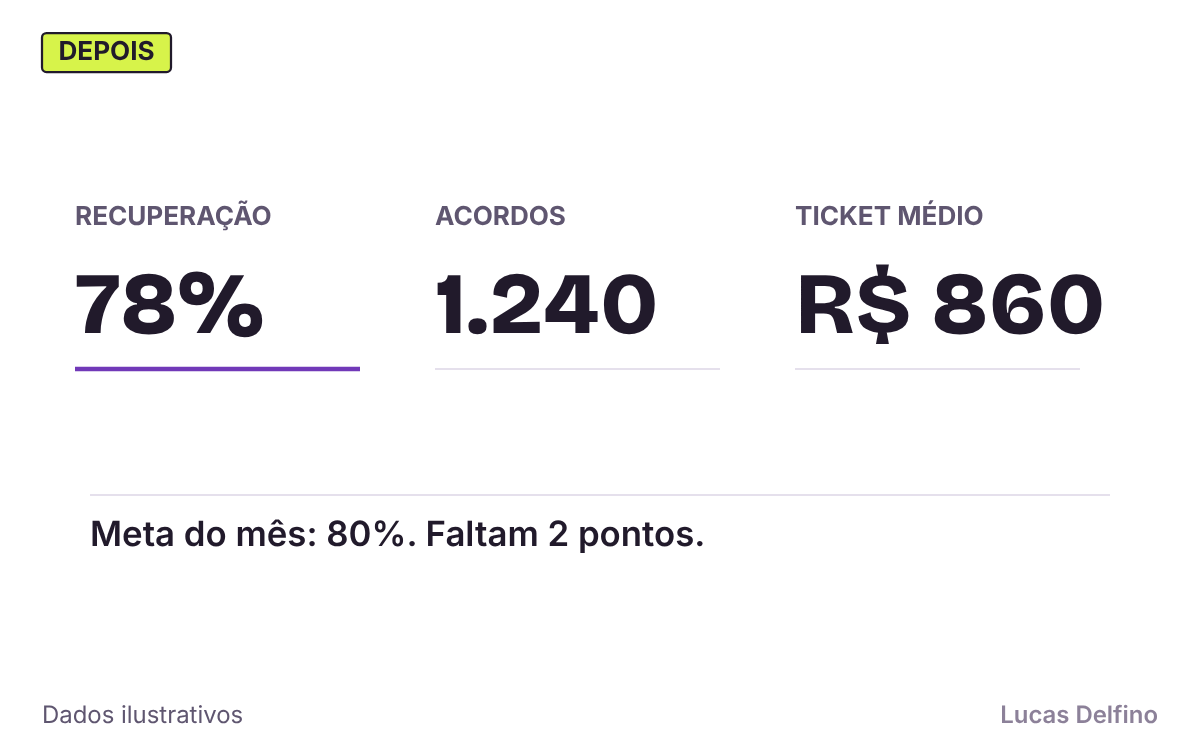 DEPOIS
RECUPERAÇÃO
78%
ACORDOS
1.240
TICKET MÉDIO
R$ 860
Meta do mês: 80%. Faltam 2 pontos.
Dados ilustrativos
Lucas Delfino